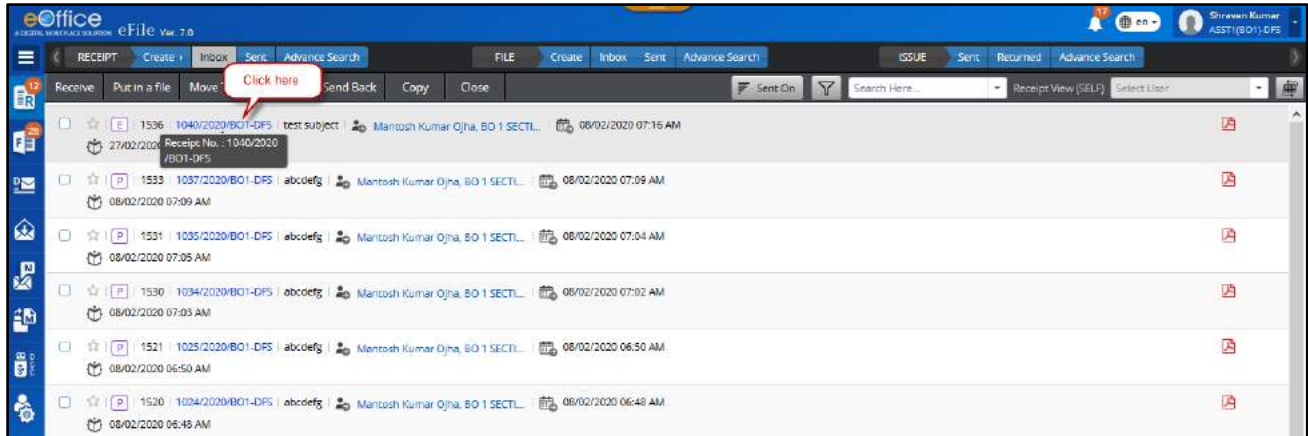 eOffice
A DIGITAL WORKPLACE SOLUTION eFile Ver. 7.0
17 en Shravan Kumar
ASST1(BO1)-DFS
RECEIPT Create Inbox Sent Advance Search FILE Create Inbox Sent Advance Search ISSUE Sent Returned Advance Search
Receive Put in a file Move Send Back Copy Close Sent On Search Here... Receipt View (SELF) Select User
Click here
12
28
E 1536 1040/2020/BO1-DFS test subject Mantosh Kumar Ojha, BO 1 SECTI... 08/02/2020 07:16 AM
27/02/202
Receipt No. : 1040/2020
/BO1-DFS
P 1533 1037/2020/BO1-DFS abcdefg Mantosh Kumar Ojha, BO 1 SECTI... 08/02/2020 07:09 AM
08/02/2020 07:09 AM
P 1531 1035/2020/BO1-DFS abcdefg Mantosh Kumar Ojha, BO 1 SECTI... 08/02/2020 07:04 AM
08/02/2020 07:05 AM
P 1530 1034/2020/BO1-DFS abcdefg Mantosh Kumar Ojha, BO 1 SECTI... 08/02/2020 07:02 AM
08/02/2020 07:03 AM
P 1521 1025/2020/BO1-DFS abcdefg Mantosh Kumar Ojha, BO 1 SECTI... 08/02/2020 06:50 AM
08/02/2020 06:50 AM
P 1520 1024/2020/BO1-DFS abcdefg Mantosh Kumar Ojha, BO 1 SECTI... 08/02/2020 06:48 AM
08/02/2020 06:48 AM